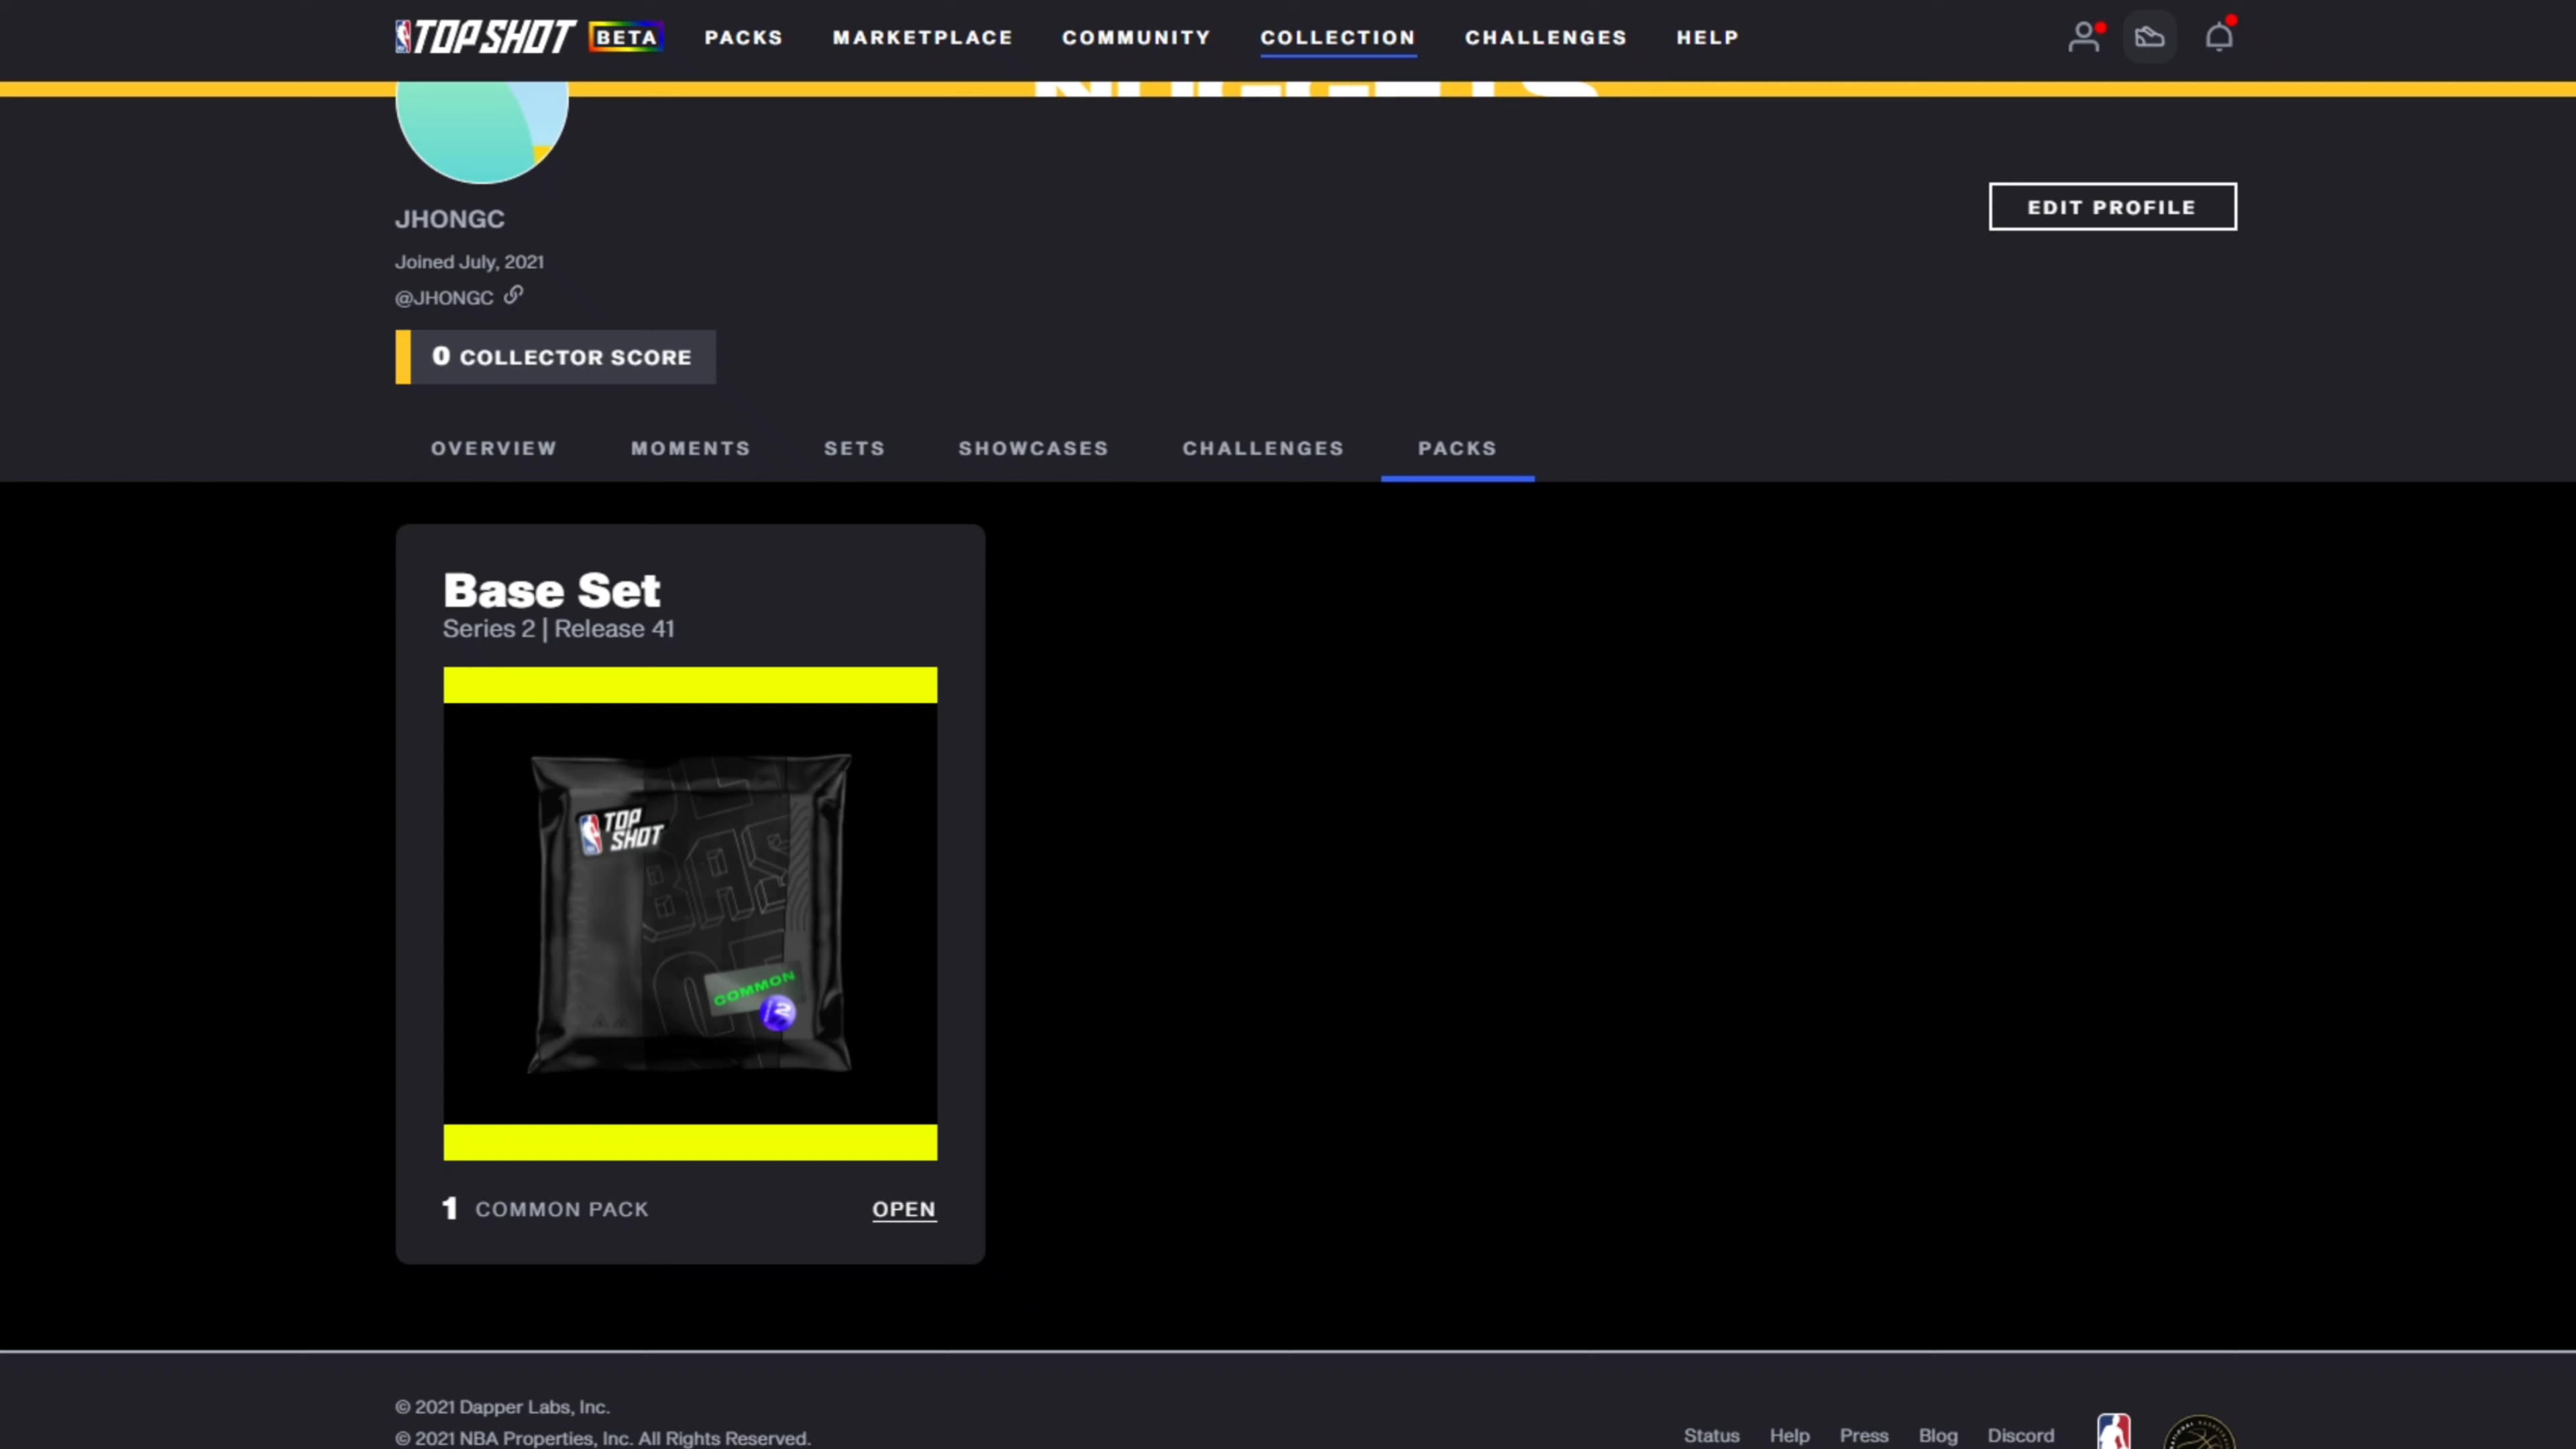 TOP SHOT BETA PACKS MARKETPLACE COMMUNITY COLLECTION CHALLENGES HELP
NUGGETS
JHONGC
EDIT PROFILE
Joined July, 2021
@JHONGC
0 COLLECTOR SCORE
OVERVIEW MOMENTS SETS SHOWCASES CHALLENGES PACKS
Base Set
Series 2 | Release 41
TOP
SHOT
BAS
COMMON
1 COMMON PACK OPEN
© 2021 Dapper Labs, Inc.
© 2021 NBA Properties, Inc. All Rights Reserved.
Status Help Press Blog Discord